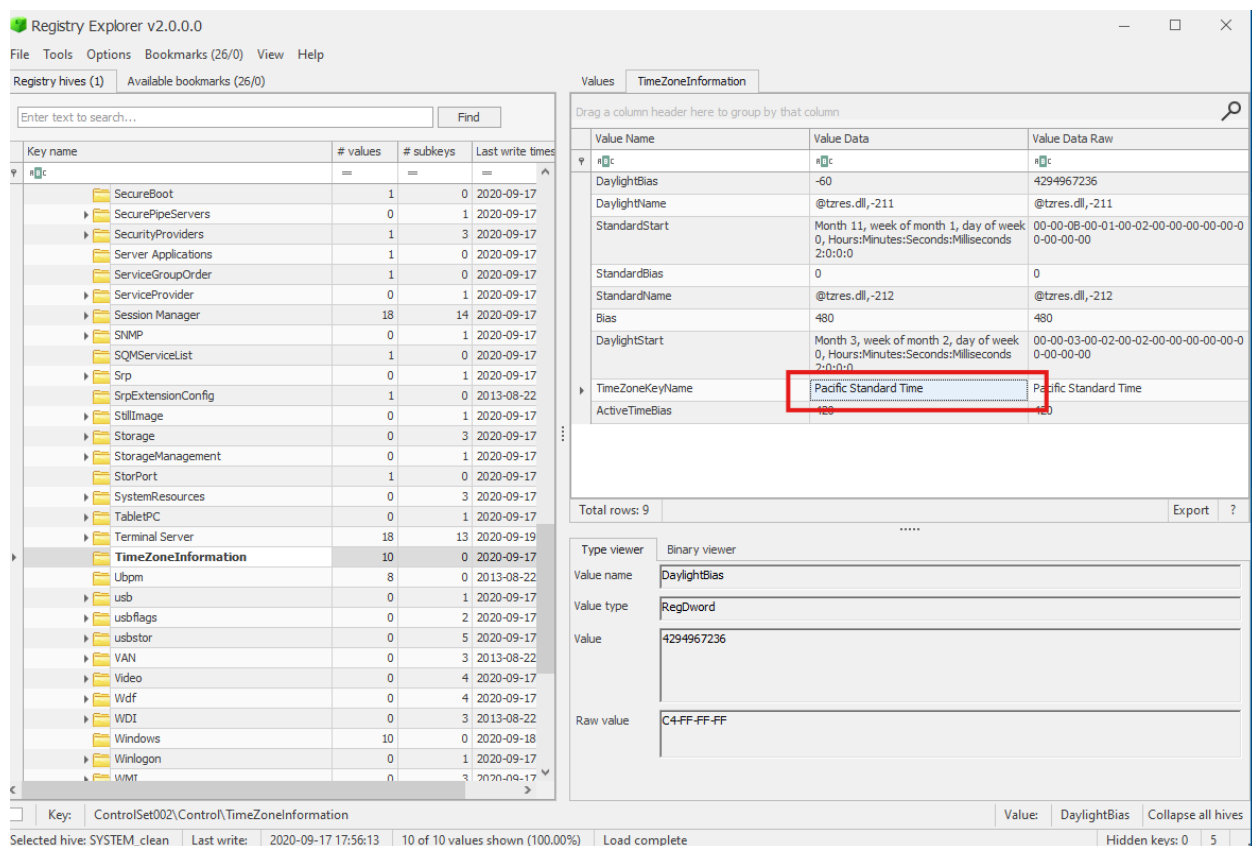 Registry Explorer v2.0.0.0
File Tools Options Bookmarks (26/0) View Help
Registry hives (1) Available bookmarks (26/0)
Enter text to search... Find
Key name # values # subkeys Last write times
= = =
SecureBoot 1 0 2020-09-17
SecurePipeServers 0 1 2020-09-17
SecurityProviders 1 3 2020-09-17
Server Applications 1 0 2020-09-17
ServiceGroupOrder 1 0 2020-09-17
ServiceProvider 0 1 2020-09-17
Session Manager 18 14 2020-09-17
SNMP 0 1 2020-09-17
SQMServiceList 1 0 2020-09-17
Srp 0 1 2020-09-17
SrpExtensionConfig 1 0 2013-08-22
StillImage 0 1 2020-09-17
Storage 0 3 2020-09-17
StorageManagement 0 1 2020-09-17
StorPort 1 0 2020-09-17
SystemResources 0 3 2020-09-17
TabletPC 0 1 2020-09-17
Terminal Server 18 13 2020-09-19
TimeZoneInformation 10 0 2020-09-17
Ubpm 8 0 2013-08-22
usb 0 1 2020-09-17
usbflags 0 2 2020-09-17
usbstor 0 5 2020-09-17
VAN 0 3 2013-08-22
Video 0 4 2020-09-17
Wdf 0 4 2020-09-17
WDI 0 3 2013-08-22
Windows 10 0 2020-09-18
Winlogon 0 1 2020-09-17
WMI 0 3 2020-09-17
Values TimeZoneInformation
Drag a column header here to group by that column
Value Name Value Data Value Data Raw
DaylightBias -60 4294967236
DaylightName @tzres.dll,-211 @tzres.dll,-211
StandardStart Month 11, week of month 1, day of week 00-00-0B-00-01-00-02-00-00-00-00-00-0
0, Hours:Minutes:Seconds:Milliseconds 0-00-00-00
2:0:0:0
StandardBias 0 0
StandardName @tzres.dll,-212 @tzres.dll,-212
Bias 480 480
DaylightStart Month 3, week of month 2, day of week 00-00-03-00-02-00-02-00-00-00-00-00-0
0, Hours:Minutes:Seconds:Milliseconds 0-00-00-00
2:0:0:0
TimeZoneKeyName Pacific Standard Time Pacific Standard Time
ActiveTimeBias 420 420
Total rows: 9 Export ?
Type viewer Binary viewer
Value name DaylightBias
Value type RegDword
Value 4294967236
Raw value C4-FF-FF-FF
Key: ControlSet002\Control\TimeZoneInformation Value: DaylightBias Collapse all hives
Selected hive: SYSTEM_clean Last write: 2020-09-17 17:56:13 10 of 10 values shown (100.00%) Load complete Hidden keys: 0 5